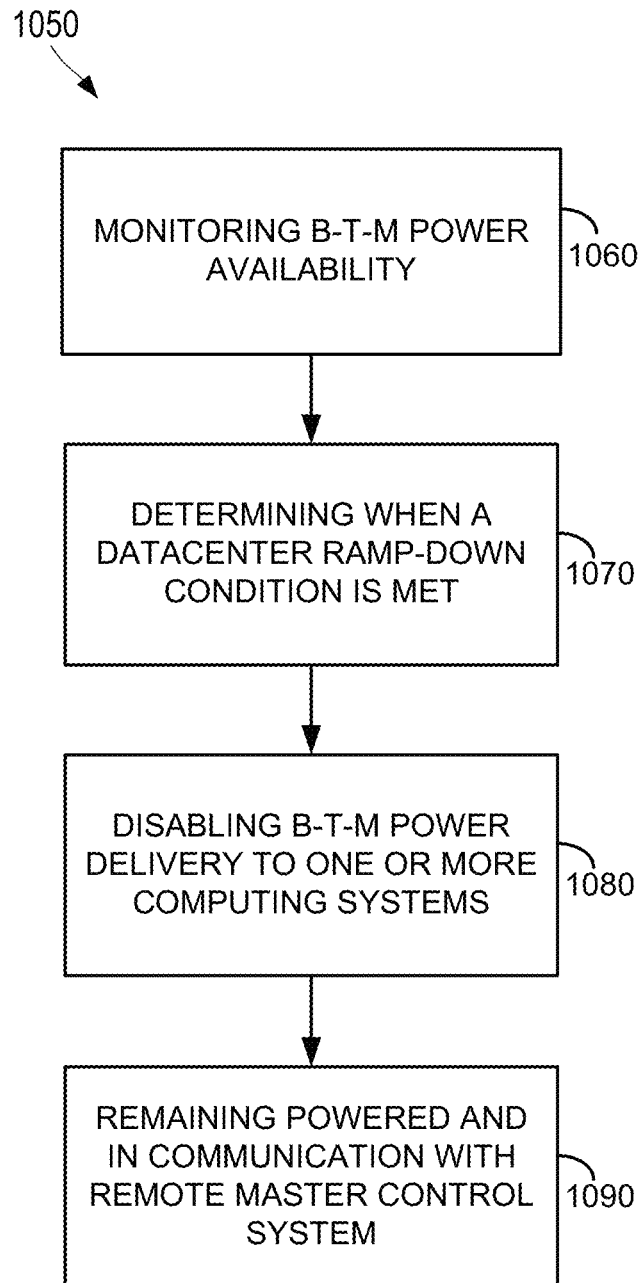 1050
MONITORING B-T-M POWER
AVAILABILITY
1060
DETERMINING WHEN A
DATACENTER RAMP-DOWN
CONDITION IS MET
1070
DISABLING B-T-M POWER
DELIVERY TO ONE OR MORE
COMPUTING SYSTEMS
1080
REMAINING POWERED AND
IN COMMUNICATION WITH
REMOTE MASTER CONTROL
SYSTEM
1090